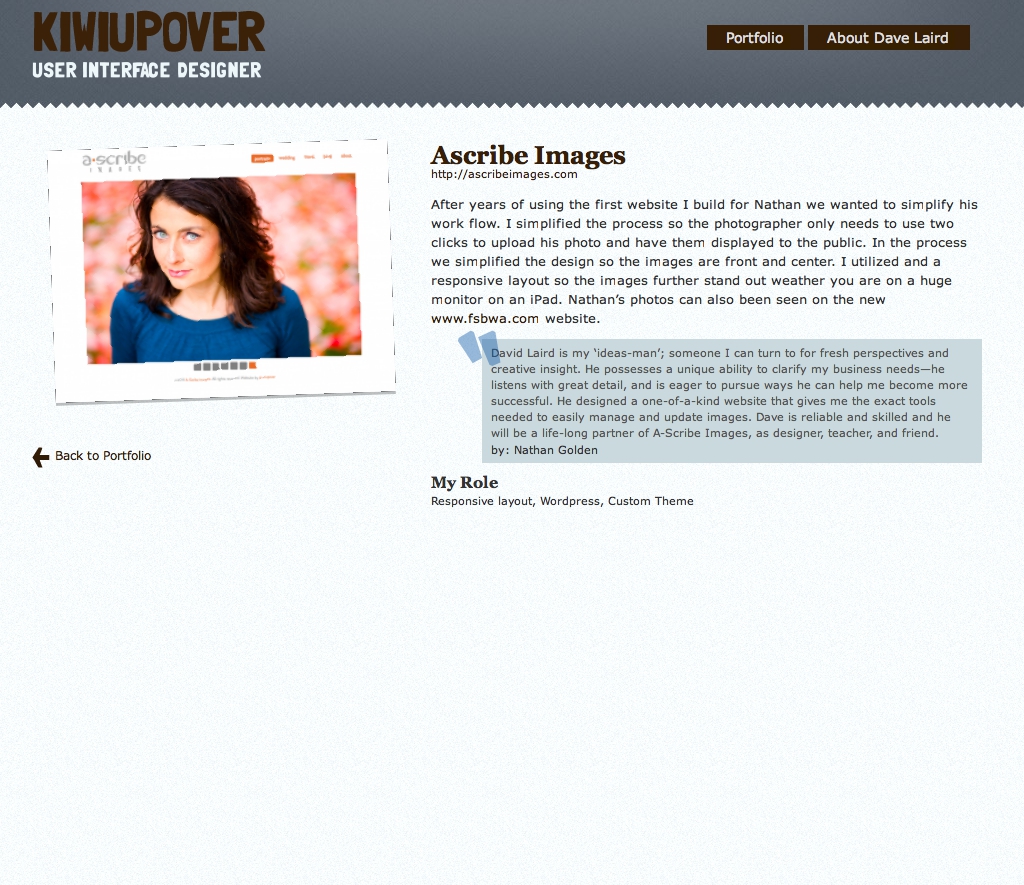 KIWIUPOVER
USER INTERFACE DESIGNER
Portfolio
About Dave Laird
a·scribe
IMAGES
Ascribe Images
http://ascribeimages.com
After years of using the first website I build for Nathan we wanted to simplify his
work flow. I simplified the process so the photographer only needs to use two
clicks to upload his photo and have them displayed to the public. In the process
we simplified the design so the images are front and center. I utilized and a
responsive layout so the images further stand out weather you are on a huge
monitor on an iPad. Nathan’s photos can also been seen on the new
www.fsbwa.com website.
David Laird is my ‘ideas-man’; someone I can turn to for fresh perspectives and
creative insight. He possesses a unique ability to clarify my business needs—he
listens with great detail, and is eager to pursue ways he can help me become more
successful. He designed a one-of-a-kind website that gives me the exact tools
needed to easily manage and update images. Dave is reliable and skilled and he
will be a life-long partner of A-Scribe Images, as designer, teacher, and friend.
by: Nathan Golden
Back to Portfolio
My Role
Responsive layout, Wordpress, Custom Theme